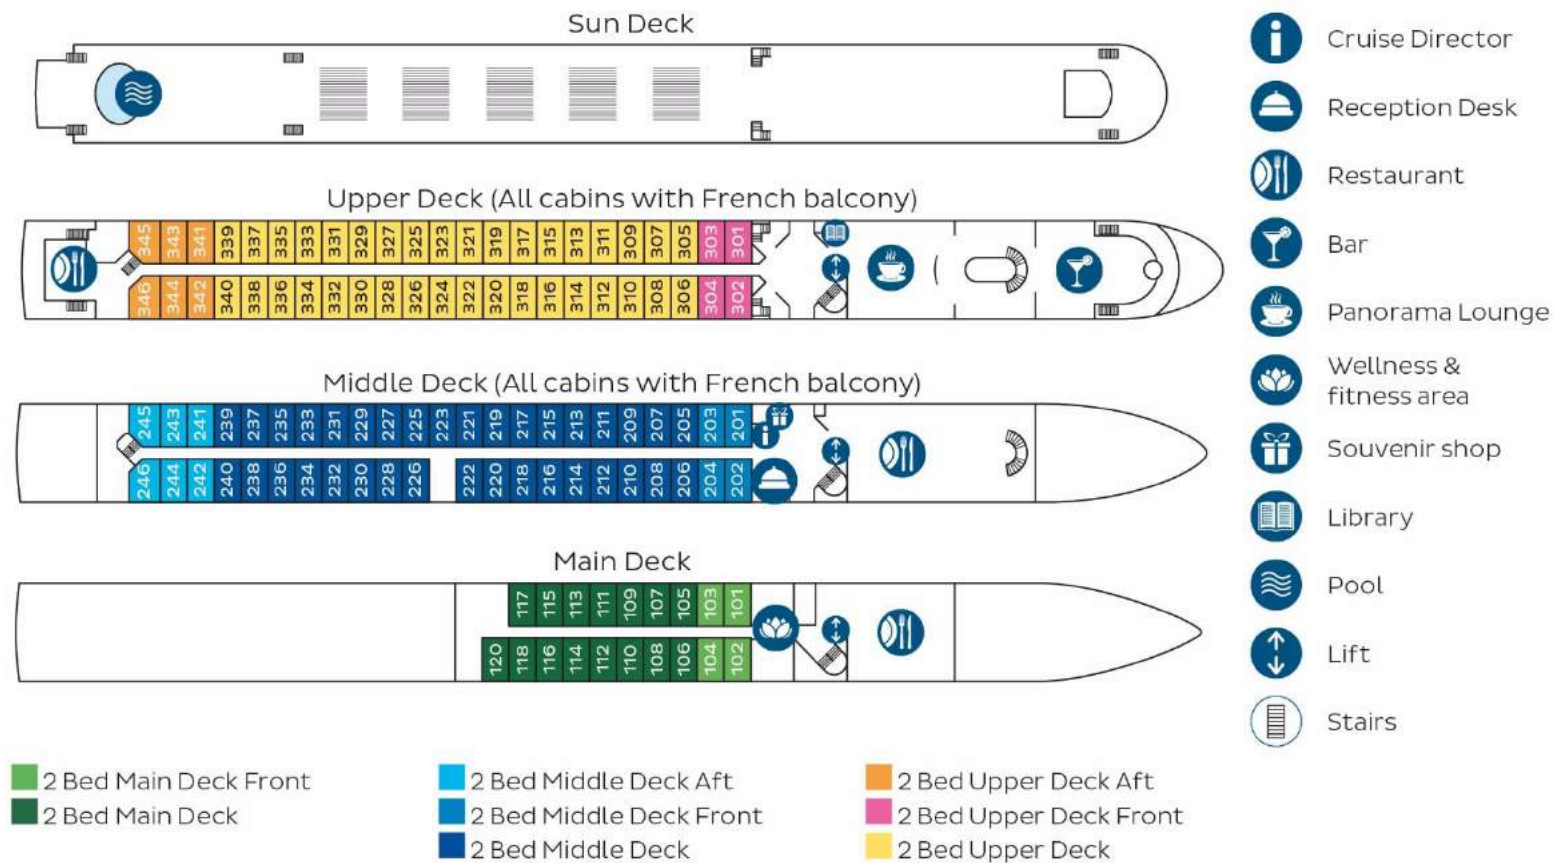 Sun Deck
Upper Deck (All cabins with French balcony)
345 343 341 339 337 335 333 331 329 327 325 323 321 319 317 315 313 311 309 307 305 303 301
346 344 342 340 338 336 334 332 330 328 326 324 322 320 318 316 314 312 310 308 306 304 302
Middle Deck (All cabins with French balcony)
245 243 241 239 237 235 233 231 229 227 225 223 221 219 217 215 213 211 209 207 205 203 201
246 244 242 240 238 236 234 232 230 228 226 222 220 218 216 214 212 210 208 206 204 202
Main Deck
117 115 113 111 109 107 105 103 101
120 118 116 114 112 110 108 106 104 102
Cruise Director
Reception Desk
Restaurant
Bar
Panorama Lounge
Wellness &
fitness area
Souvenir shop
Library
Pool
Lift
Stairs
2 Bed Main Deck Front
2 Bed Main Deck
2 Bed Middle Deck Aft
2 Bed Middle Deck Front
2 Bed Middle Deck
2 Bed Upper Deck Aft
2 Bed Upper Deck Front
2 Bed Upper Deck